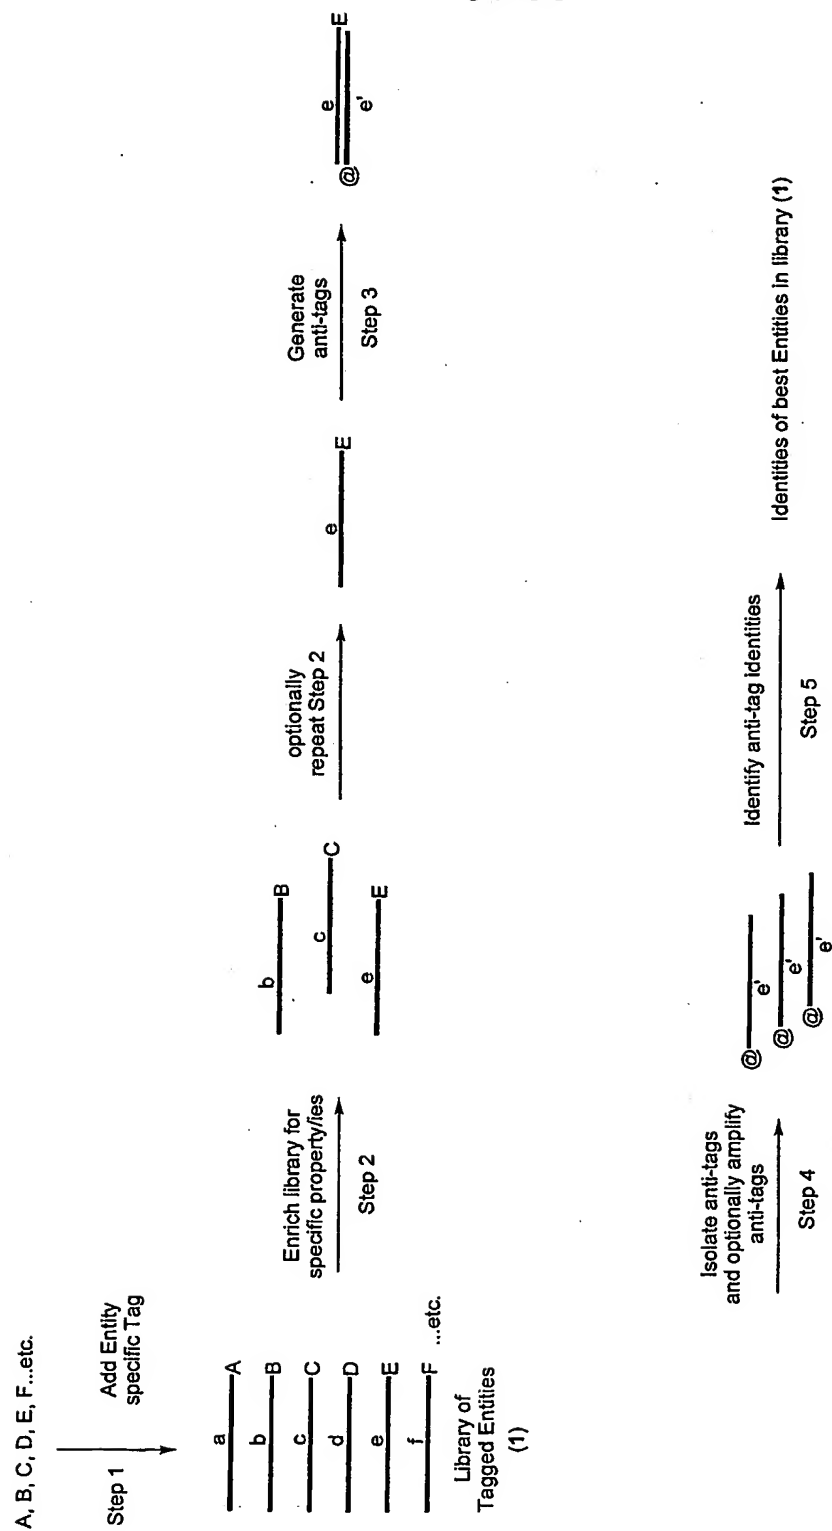 A, B, C, D, E, F...etc.
Step 1
Add Entity
specific Tag
a
A
b
B
c
C
d
D
e
E
f
F
...etc.
Library of
Tagged Entities
(1)
Enrich library for
specific property/ies
Step 2
b
B
c
C
e
E
optionally
repeat Step 2
e
E
Generate
anti-tags
Step 3
e
E
@
e'
Isolate anti-tags
and optionally amplify
anti-tags
Step 4
@
e'
@
e'
@
e'
Identify anti-tag identities
Step 5
Identities of best Entities in library (1)